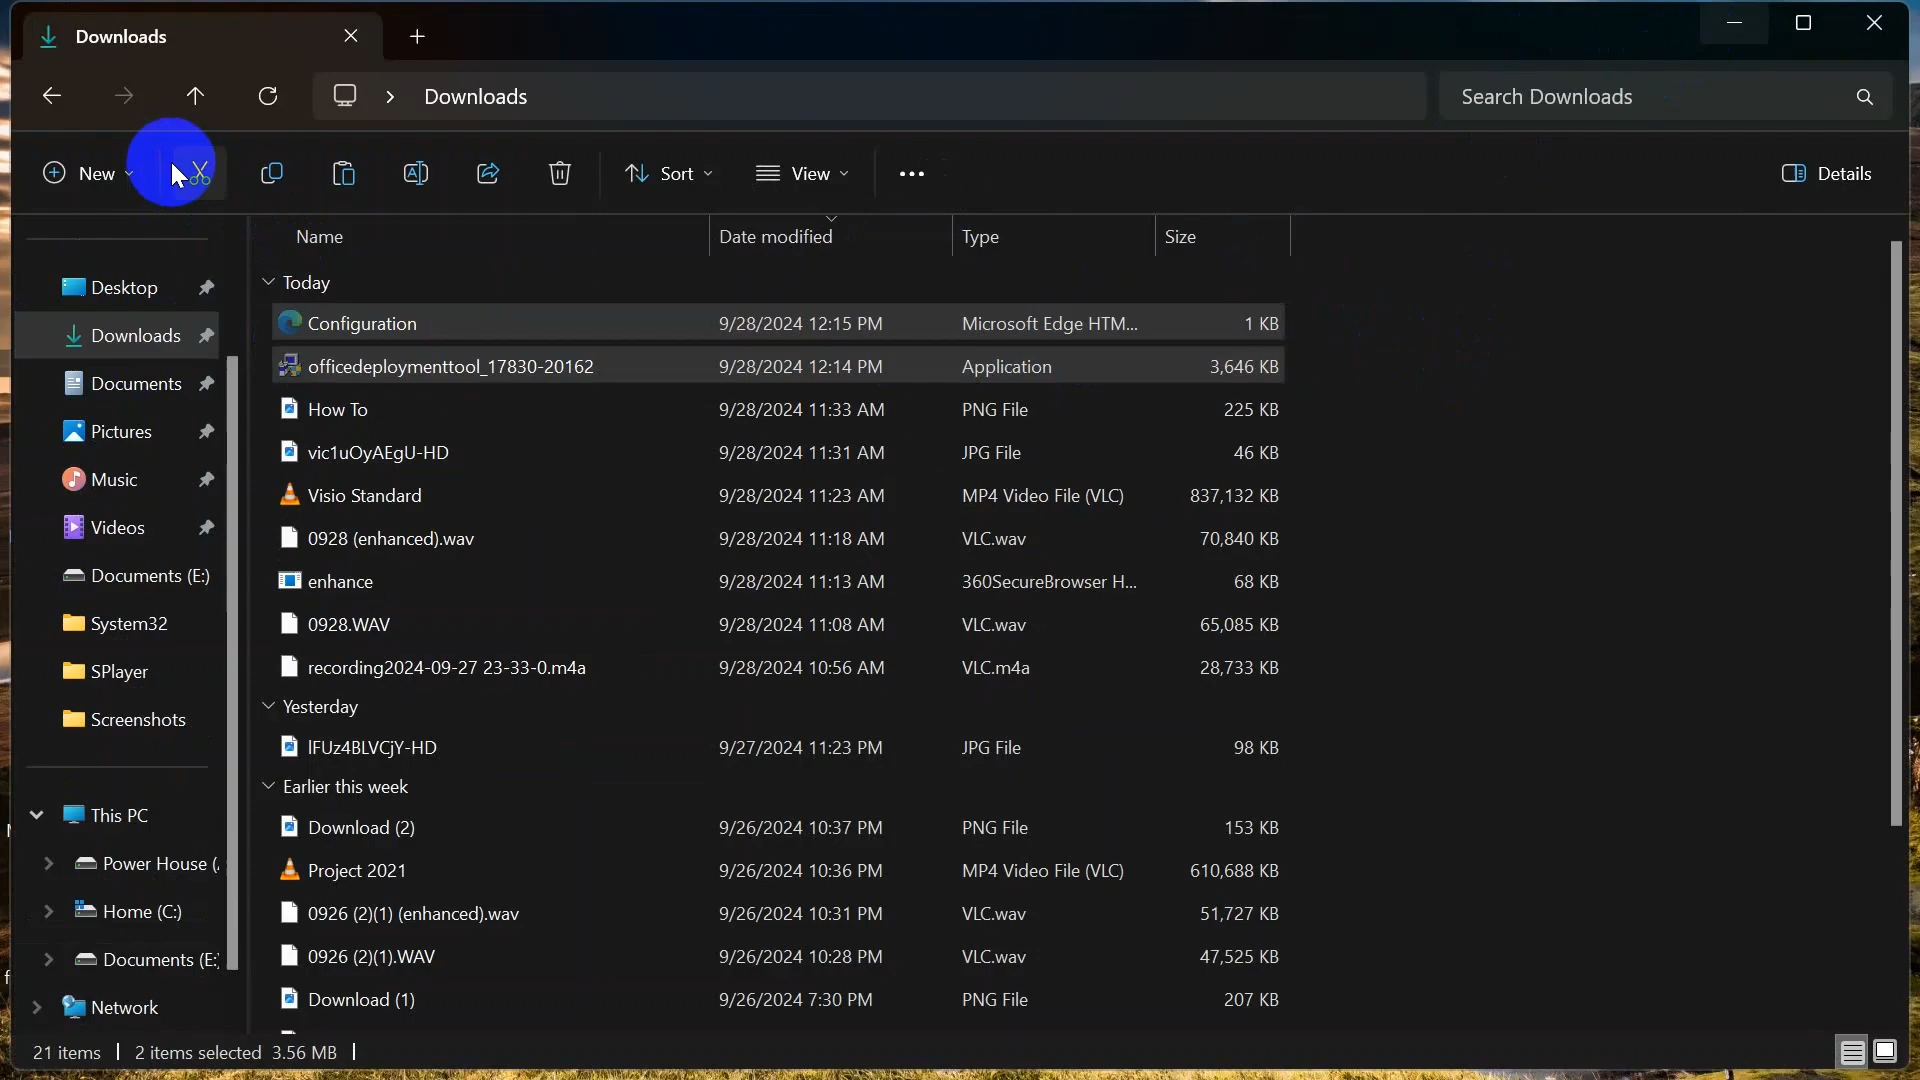 Downloads
Downloads
Search Downloads
New
Sort
View
Details
Name
Date modified
Type
Size
Today
Configuration 9/28/2024 12:15 PM Microsoft Edge HTM... 1 KB
officedeploymenttool_17830-20162 9/28/2024 12:14 PM Application 3,646 KB
How To 9/28/2024 11:33 AM PNG File 225 KB
vic1uOyAEgU-HD 9/28/2024 11:31 AM JPG File 46 KB
Visio Standard 9/28/2024 11:23 AM MP4 Video File (VLC) 837,132 KB
0928 (enhanced).wav 9/28/2024 11:18 AM VLC.wav 70,840 KB
enhance 9/28/2024 11:13 AM 360SecureBrowser H... 68 KB
0928.WAV 9/28/2024 11:08 AM VLC.wav 65,085 KB
recording2024-09-27 23-33-0.m4a 9/28/2024 10:56 AM VLC.m4a 28,733 KB
Yesterday
lFUz4BLVCjY-HD 9/27/2024 11:23 PM JPG File 98 KB
Earlier this week
Download (2) 9/26/2024 10:37 PM PNG File 153 KB
Project 2021 9/26/2024 10:36 PM MP4 Video File (VLC) 610,688 KB
0926 (2)(1) (enhanced).wav 9/26/2024 10:31 PM VLC.wav 51,727 KB
0926 (2)(1).WAV 9/26/2024 10:28 PM VLC.wav 47,525 KB
Download (1) 9/26/2024 7:30 PM PNG File 207 KB
Desktop
Downloads
Documents
Pictures
Music
Videos
Documents (E:)
System32
SPlayer
Screenshots
This PC
Power House (
Home (C:)
Documents (E:
Network
21 items
2 items selected 3.56 MB